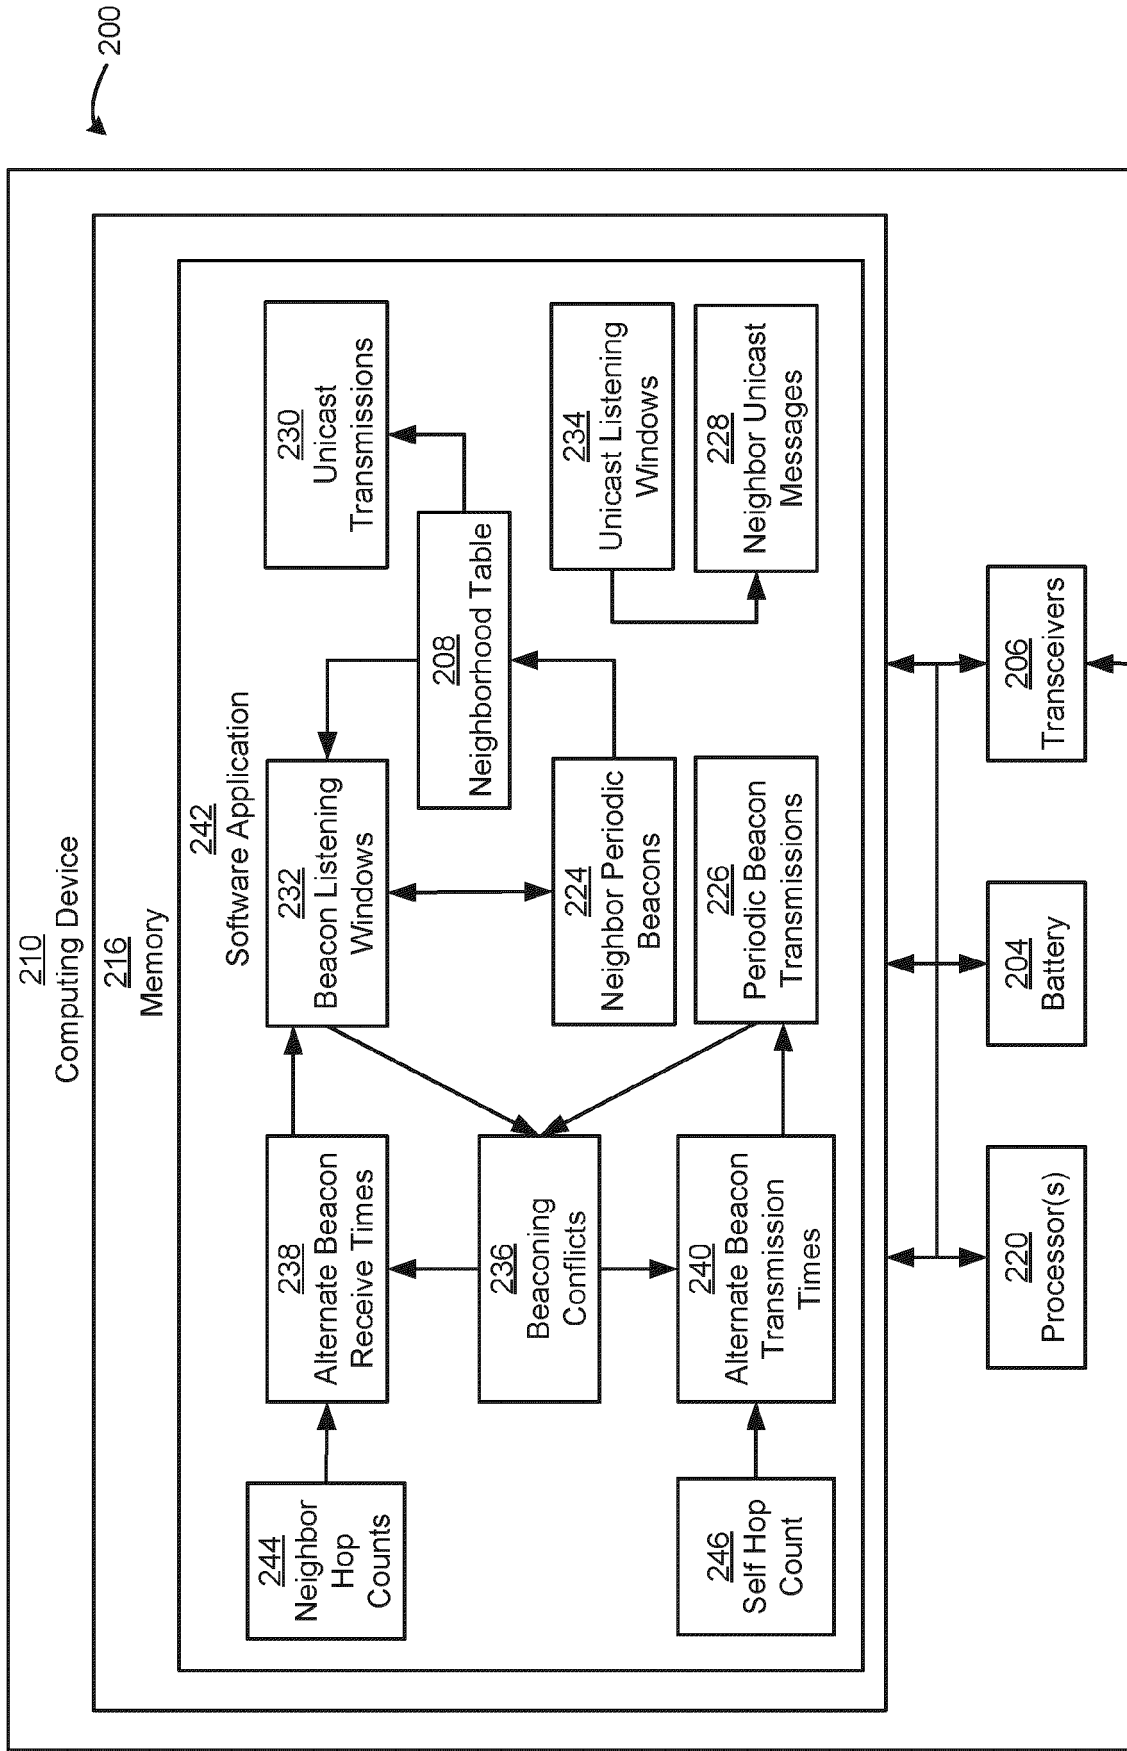 200
210
Computing Device
216
Memory
242
Software Application
244
Neighbor
Hop
Counts
238
Alternate Beacon
Receive Times
232
Beacon Listening
Windows
230
Unicast
Transmissions
208
Neighborhood Table
236
Beaconing
Conflicts
224
Neighbor Periodic
Beacons
234
Unicast Listening
Windows
246
Self Hop
Count
240
Alternate Beacon
Transmission
Times
226
Periodic Beacon
Transmissions
228
Neighbor Unicast
Messages
220
Processor(s)
204
Battery
206
Transceivers